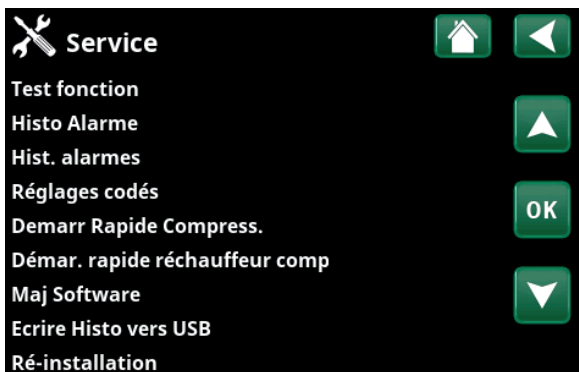 Service
Test fonction
Histo Alarme
Hist. alarmes
Réglages codés
OK
Demarr Rapide Compress.
Démar. rapide réchauffeur comp
Maj Software
Ecrire Histo vers USB
Ré-installation